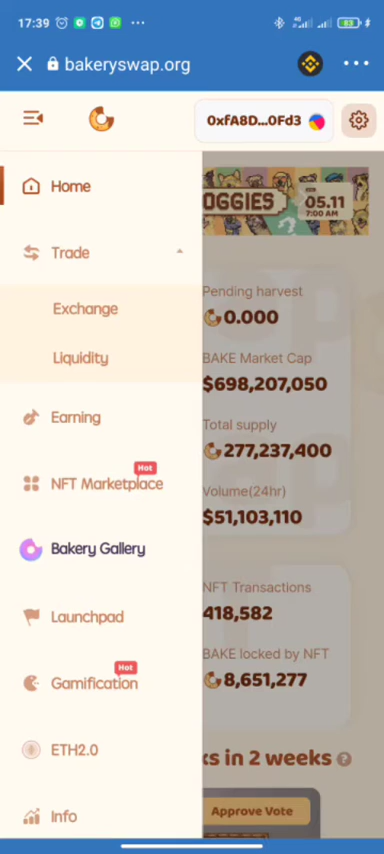 17:39
83
bakeryswap.org
0xfA8D...0Fd3
Home
OGGIES
05.11
7:00 AM
Trade
Exchange
Liquidity
Pending harvest
0.000
BAKE Market Cap
$698,207,050
Total supply
277,237,400
Volume(24hr)
$51,103,110
Earning
Hot
NFT Marketplace
Bakery Gallery
NFT Transactions
418,582
Launchpad
BAKE locked by NFT
8,651,277
Hot
Gamification
ETH2.0
ks in 2 weeks ?
Info
Approve Vote